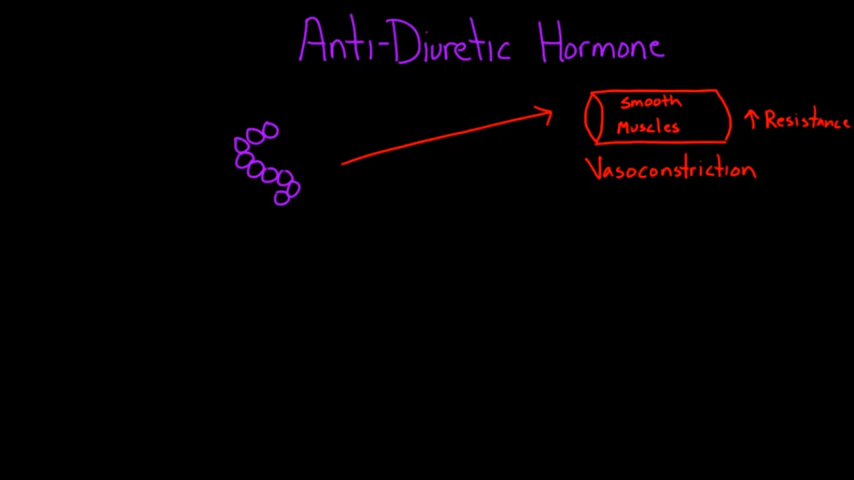 Anti-Diuretic Hormone
Smooth
Muscles
↑ Resistance
Vasoconstriction